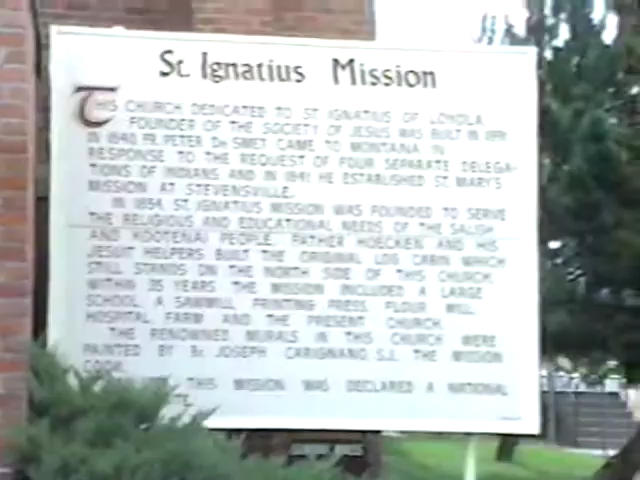 St. Ignatius Mission
THIS CHURCH DEDICATED TO ST. IGNATIUS OF LOYOLA
FOUNDER OF THE SOCIETY OF JESUS WAS BUILT IN 1891
IN 1840 FR. PETER De SMET CAME TO MONTANA IN
RESPONSE TO THE REQUEST OF FOUR SEPARATE DELEGA-
TIONS OF INDIANS AND IN 1841 HE ESTABLISHED ST. MARY'S
MISSION AT STEVENSVILLE.
IN 1854, ST. IGNATIUS MISSION WAS FOUNDED TO SERVE
THE RELIGIOUS AND EDUCATIONAL NEEDS OF THE SALISH
AND KOOTENAI PEOPLE. FATHER HOECKEN AND HIS
JESUIT HELPERS BUILT THE ORIGINAL LOG CABIN WHICH
STILL STANDS ON THE NORTH SIDE OF THIS CHURCH.
WITHIN 35 YEARS THE MISSION INCLUDED A LARGE
SCHOOL, A SAWMILL, PRINTING PRESS, FLOUR MILL,
HOSPITAL, FARM AND THE PRESENT CHURCH.
THE RENOWNED MURALS IN THIS CHURCH WERE
PAINTED BY Br. JOSEPH CARIGNANO, S.J. THE MISSION
COOK.
THIS MISSION WAS DECLARED A NATIONAL